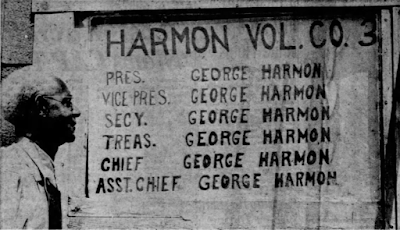 HARMON VOL. CO. 3
PRES. GEORGE HARMON
VICE PRES. GEORGE HARMON
SECY. GEORGE HARMON
TREAS. GEORGE HARMON
CHIEF GEORGE HARMON
ASST. CHIEF GEORGE HARMON